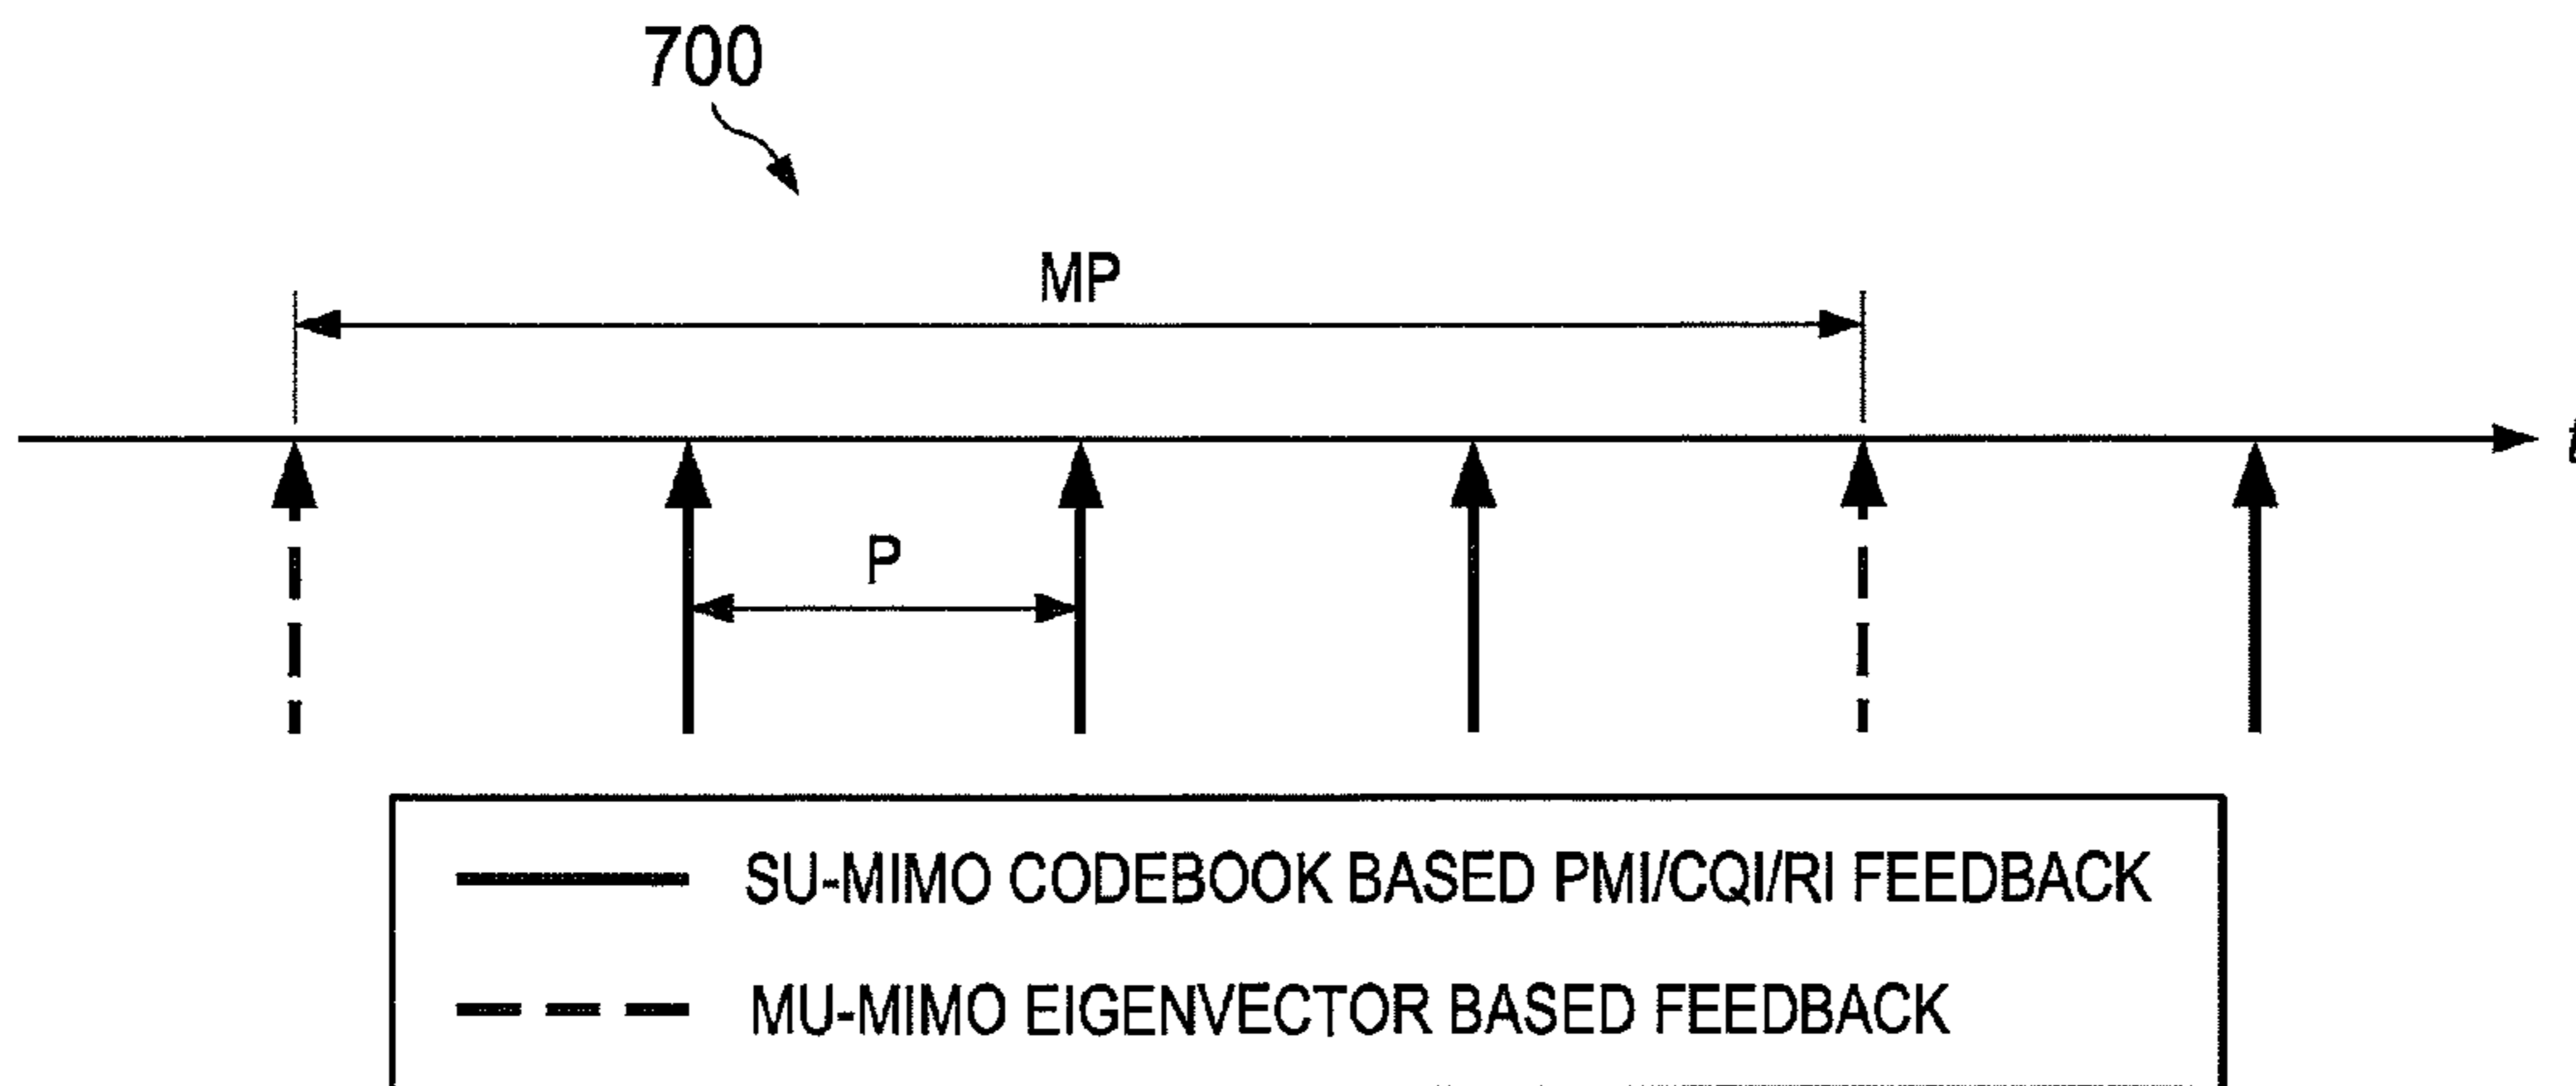 700
MP
t
P
SU-MIMO CODEBOOK BASED PMI/CQI/RI FEEDBACK
MU-MIMO EIGENVECTOR BASED FEEDBACK